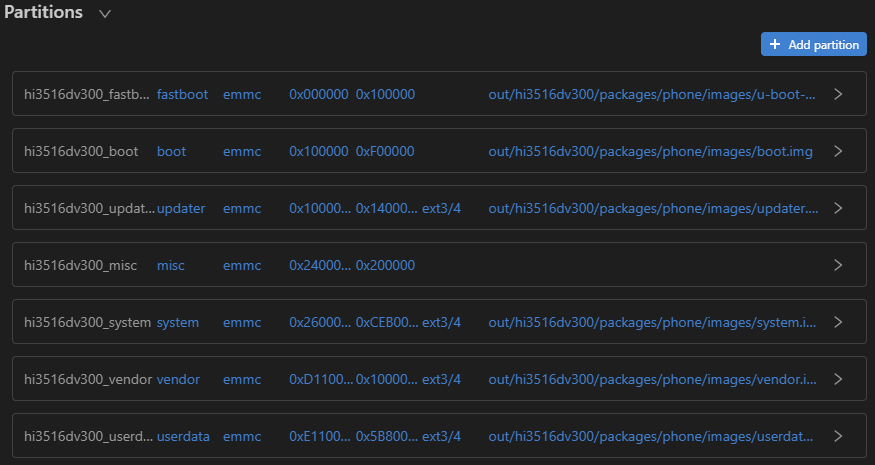 Partitions
+ Add partition
hi3516dv300_fastb... fastboot emmc 0x000000 0x100000 out/hi3516dv300/packages/phone/images/u-boot-...
hi3516dv300_boot boot emmc 0x100000 0xF00000 out/hi3516dv300/packages/phone/images/boot.img
hi3516dv300_updat... updater emmc 0x10000... 0x14000... ext3/4 out/hi3516dv300/packages/phone/images/updater....
hi3516dv300_misc misc emmc 0x24000... 0x200000
hi3516dv300_system system emmc 0x26000... 0xCEB00... ext3/4 out/hi3516dv300/packages/phone/images/system.i...
hi3516dv300_vendor vendor emmc 0xD1100... 0x10000... ext3/4 out/hi3516dv300/packages/phone/images/vendor.i...
hi3516dv300_userd... userdata emmc 0xE1100... 0x5B800... ext3/4 out/hi3516dv300/packages/phone/images/userdat...